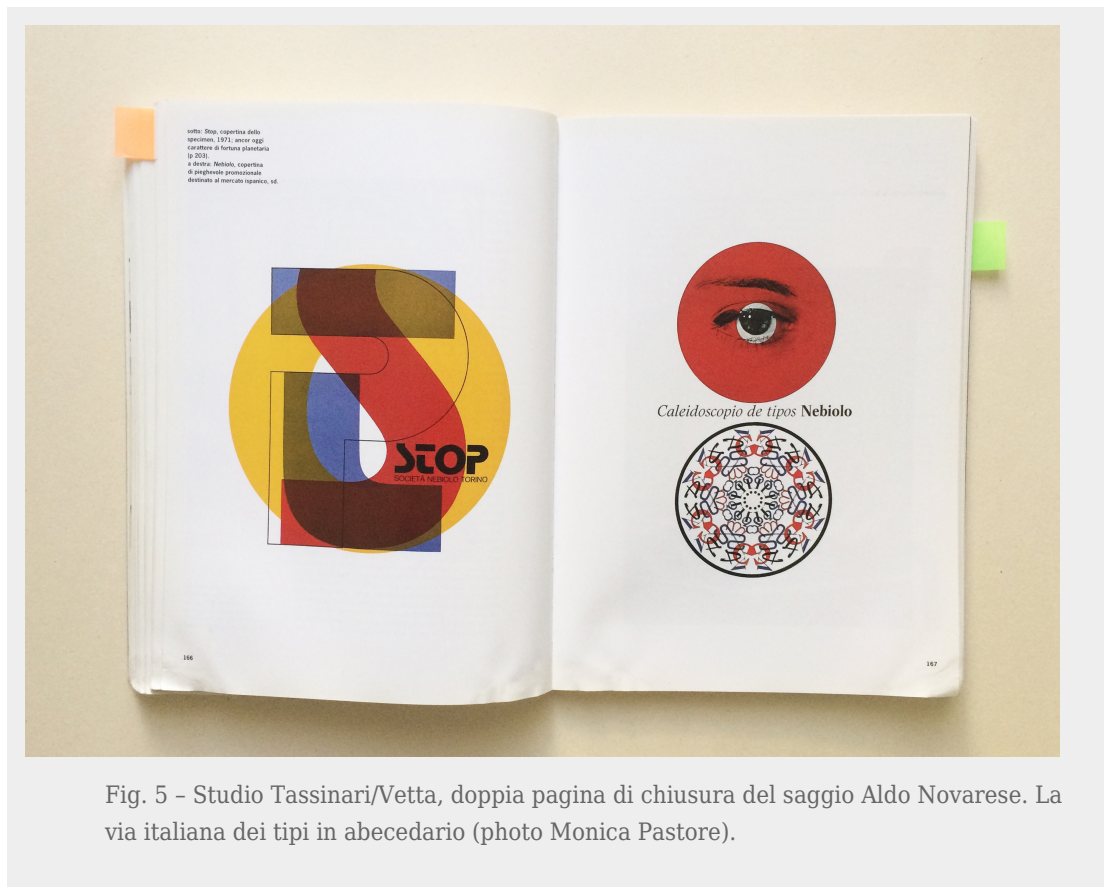 sotto: Stop, copertina dello
specimen, 1971; ancor oggi
carattere di fortuna planetaria
(p 203).
a destra: Nebiolo, copertina
di pieghevole promozionale
destinato al mercato ispanico, sd.
STOP
SOCIETÀ NEBIOLO TORINO
166
Caleidoscopio de tipos Nebiolo
167
Fig. 5 – Studio Tassinari/Vetta, doppia pagina di chiusura del saggio Aldo Novarese. La
via italiana dei tipi in abecedario (photo Monica Pastore).